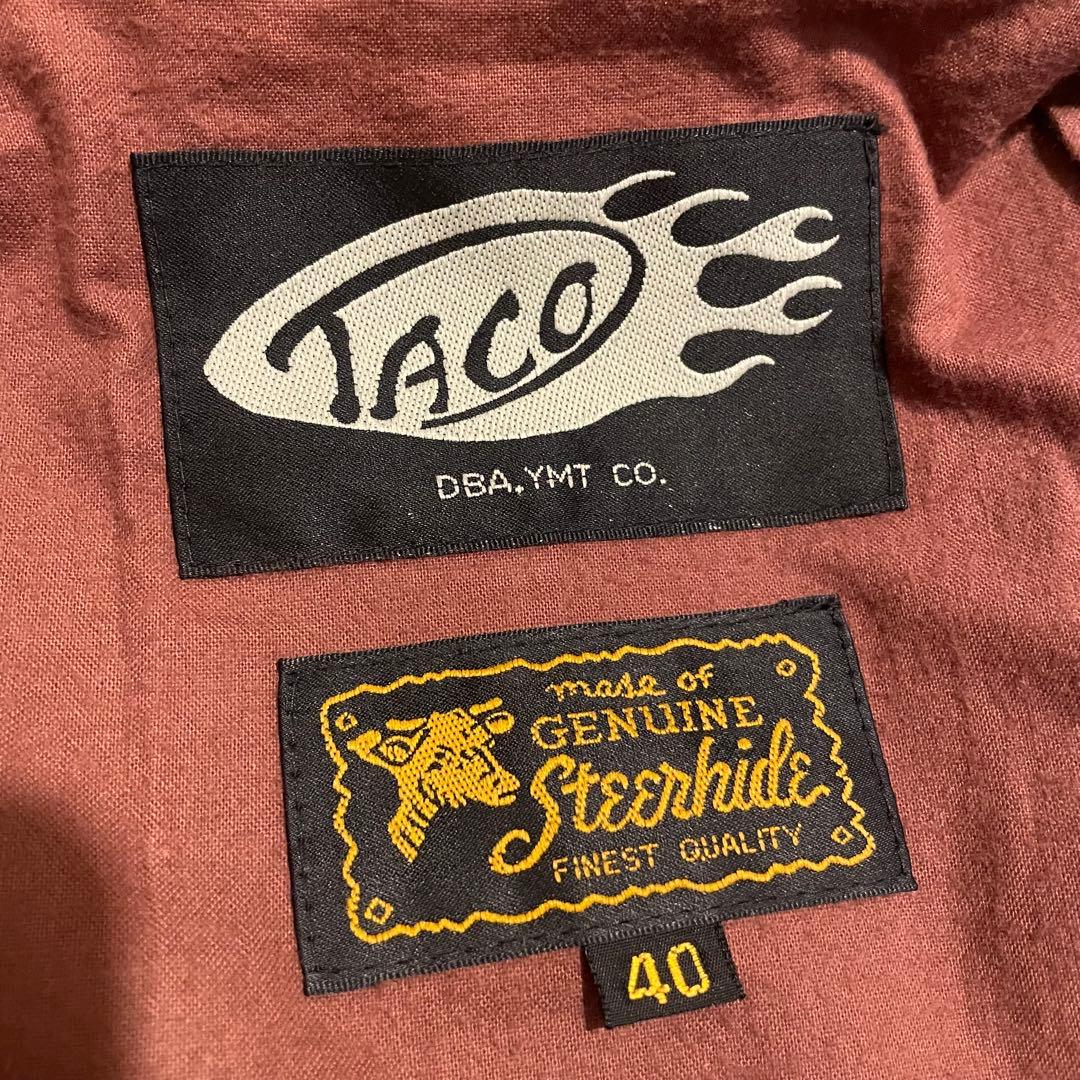 TACO
DBA.YMT CO.
made of
GENUINE
Steerhide
FINEST QUALITY
40